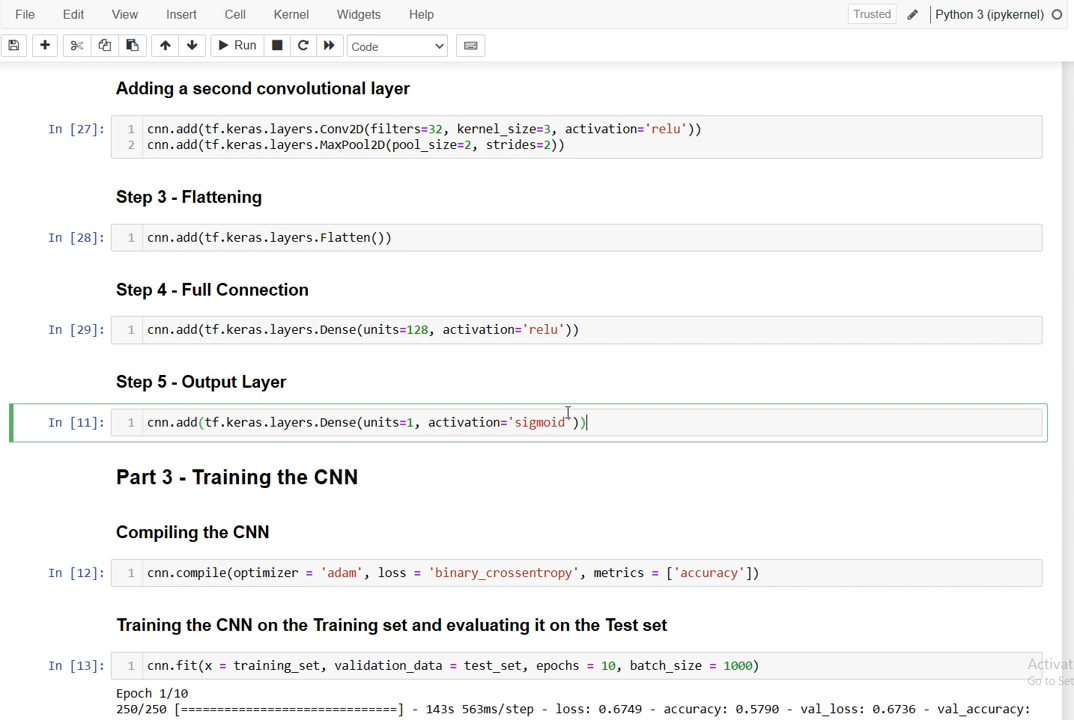 File Edit View Insert Cell Kernel Widgets Help Trusted Python 3 (ipykernel)
Run Code
Adding a second convolutional layer
In [27]: 1 cnn.add(tf.keras.layers.Conv2D(filters=32, kernel_size=3, activation='relu'))
2 cnn.add(tf.keras.layers.MaxPool2D(pool_size=2, strides=2))
Step 3 - Flattening
In [28]: 1 cnn.add(tf.keras.layers.Flatten())
Step 4 - Full Connection
In [29]: 1 cnn.add(tf.keras.layers.Dense(units=128, activation='relu'))
Step 5 - Output Layer
In [11]: 1 cnn.add(tf.keras.layers.Dense(units=1, activation='sigmoid'))
Part 3 - Training the CNN
Compiling the CNN
In [12]: 1 cnn.compile(optimizer = 'adam', loss = 'binary_crossentropy', metrics = ['accuracy'])
Training the CNN on the Training set and evaluating it on the Test set
In [13]: 1 cnn.fit(x = training_set, validation_data = test_set, epochs = 10, batch_size = 1000)
Activat
Go to Set
Epoch 1/10
250/250 [==============================] - 143s 563ms/step - loss: 0.6749 - accuracy: 0.5790 - val_loss: 0.6736 - val_accuracy: